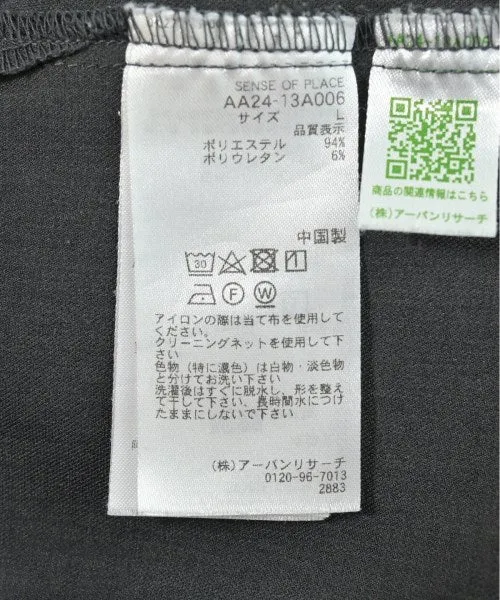 SENSE OF PLACE
AA24-13A006
サイズ L
品質表示
ポリエステル 94%
ポリウレタン 6%
中国製
30
F W
アイロンの際は当て布を使用して
ください。
クリーニングネットを使用して下
さい
色物（特に濃色）は白物・淡色物
と分けてお洗い下さい
洗濯後はすぐに脱水し、形を整え
て干して下さい、長時間水につけ
たままにしないで下さい
（株）アーバンリサーチ
0120-96-7013
2883
商品の関連情報はこちら
（株）アーバンリサーチ